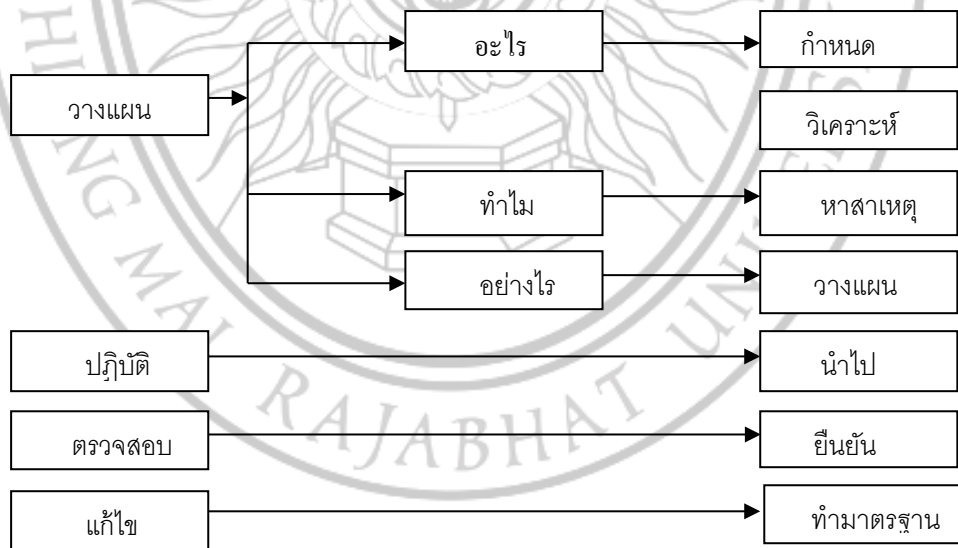 อะไร
กำหนด
วางแผน
วิเคราะห์
ทำไม
หาสาเหตุ
อย่างไร
วางแผน
ปฏิบัติ
นำไป
ตรวจสอบ
ยืนยัน
แก้ไข
ทำมาตรฐาน
RAJABHAT